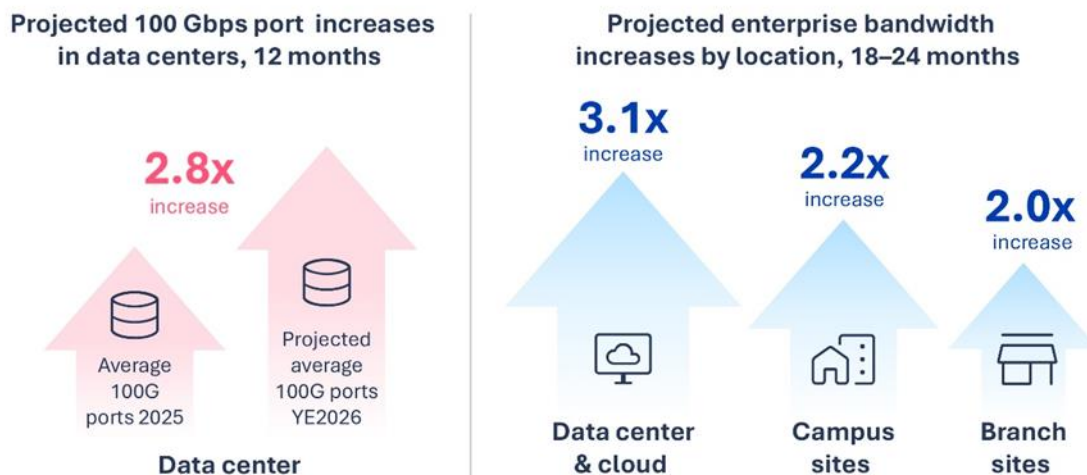 Projected 100 Gbps port increases
in data centers, 12 months
2.8x
increase
Average
100G
ports 2025
Projected
average
100G ports
YE2026
Data center
Projected enterprise bandwidth
increases by location, 18–24 months
3.1x
increase
Data center
& cloud
2.2x
increase
Campus
sites
2.0x
increase
Branch
sites